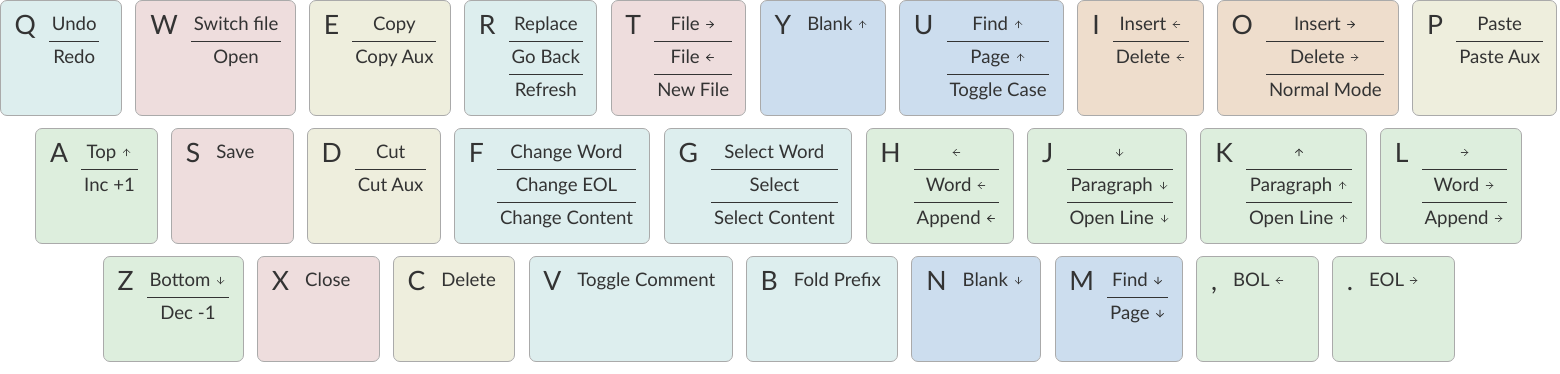 Q Undo W Switch file E Copy R Replace T File → Y Blank ↑ U Find ↑ I Insert ← O Insert → P Paste
Redo Open Copy Aux Go Back File ← Page ↑ Delete ← Delete → Paste Aux
Refresh New File Toggle Case Normal Mode
A Top ↑ S Save D Cut F Change Word G Select Word H ← J ↓ K ↑ L →
Inc +1 Cut Aux Change EOL Select Word ← Paragraph ↓ Paragraph ↑ Word →
Change Content Select Content Append ← Open Line ↓ Open Line ↑ Append →
Z Bottom ↓ X Close C Delete V Toggle Comment B Fold Prefix N Blank ↓ M Find ↓ , BOL ← . EOL →
Dec -1 Page ↓